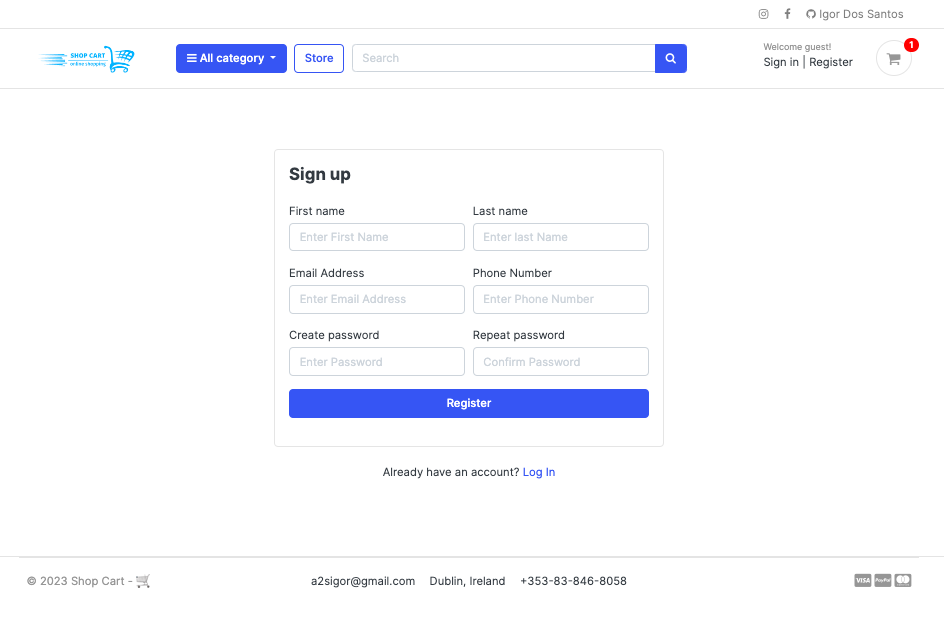 Igor Dos Santos
SHOP CART
online shopping
All category
Store
Search
Welcome guest!
Sign in | Register
1
Sign up
First name
Last name
Enter First Name
Enter last Name
Email Address
Phone Number
Enter Email Address
Enter Phone Number
Create password
Repeat password
Enter Password
Confirm Password
Register
Already have an account? Log In
© 2023 Shop Cart -
a2sigor@gmail.com
Dublin, Ireland
+353-83-846-8058
VISA
PayPal